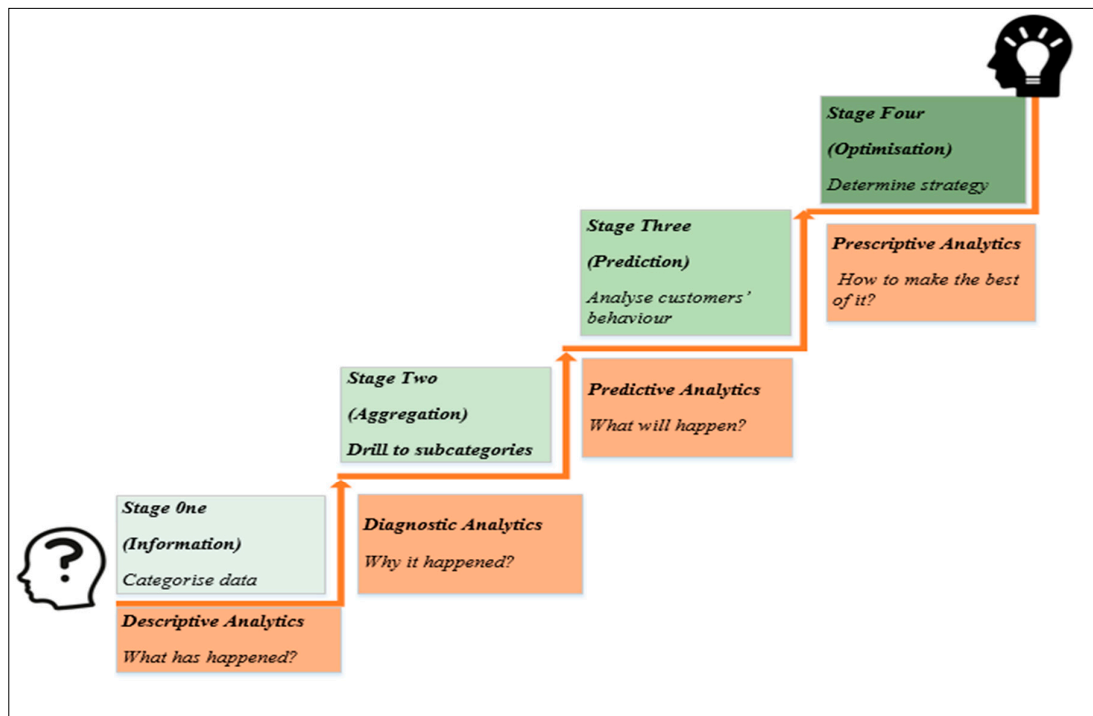 Stage 0ne
(Information)
Categorise data
Descriptive Analytics
What has happened?
Stage Two
(Aggregation)
Drill to subcategories
Diagnostic Analytics
Why it happened?
Stage Three
(Prediction)
Analyse customers’
behaviour
Predictive Analytics
What will happen?
Stage Four
(Optimisation)
Determine strategy
Prescriptive Analytics
How to make the best
of it?
?